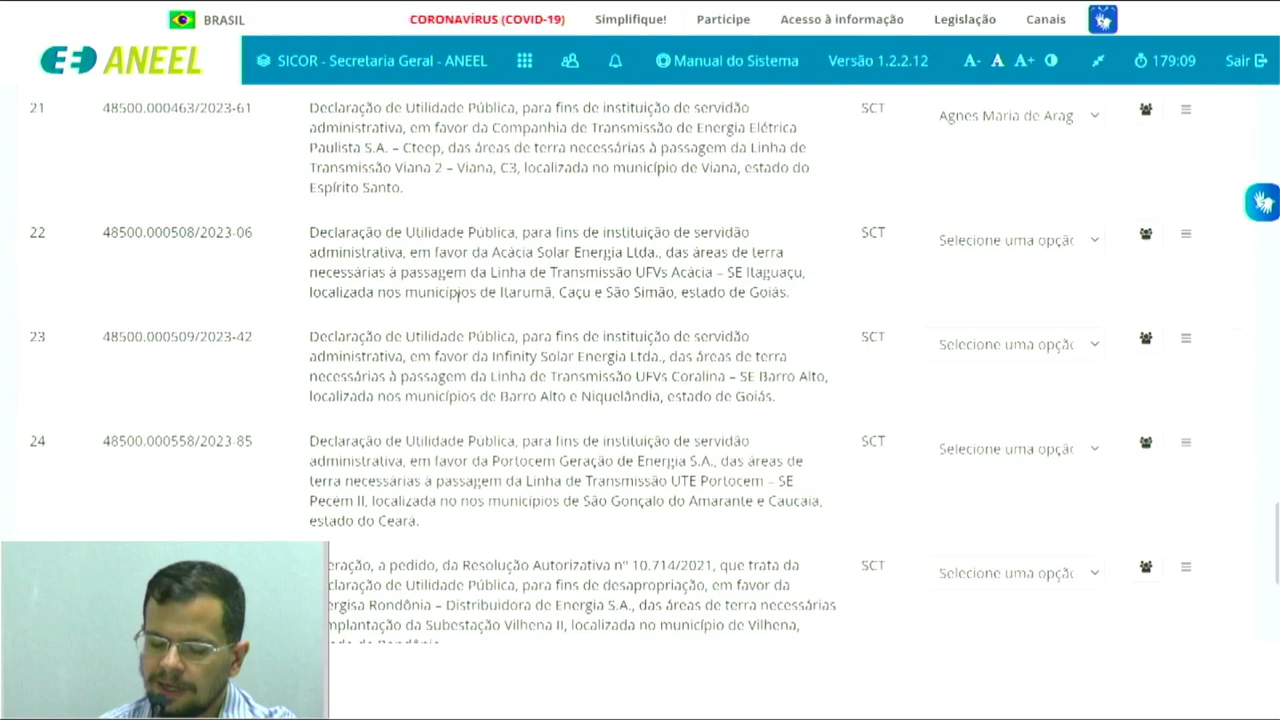 BRASIL
CORONAVÍRUS (COVID-19)
Simplifique!
Participe
Acesso à informação
Legislação
Canais
ANEEL
SICOR - Secretaria Geral - ANEEL
Manual do Sistema
Versão 1.2.2.12
A- A A+
179:09
Sair
21 48500.000463/2023-61 Declaração de Utilidade Pública, para fins de instituição de servidão SCT Agnes Maria de Arag
administrativa, em favor da Companhia de Transmissão de Energia Elétrica
Paulista S.A. – Cteep, das áreas de terra necessárias à passagem da Linha de
Transmissão Viana 2 – Viana, C3, localizada no município de Viana, estado do
Espírito Santo.
22 48500.000508/2023-06 Declaração de Utilidade Pública, para fins de instituição de servidão SCT Selecione uma opçã
administrativa, em favor da Acácia Solar Energia Ltda., das áreas de terra
necessárias à passagem da Linha de Transmissão UFVs Acácia – SE Itaguaçu,
localizada nos municípios de Itarumã, Caçu e São Simão, estado de Goiás.
23 48500.000509/2023-42 Declaração de Utilidade Pública, para fins de instituição de servidão SCT Selecione uma opçã
administrativa, em favor da Infinity Solar Energia Ltda., das áreas de terra
necessárias à passagem da Linha de Transmissão UFVs Coralina – SE Barro Alto,
localizada nos municípios de Barro Alto e Niquelândia, estado de Goiás.
24 48500.000558/2023-85 Declaração de Utilidade Pública, para fins de instituição de servidão SCT Selecione uma opçã
administrativa, em favor da Portocem Geração de Energia S.A., das áreas de
terra necessárias à passagem da Linha de Transmissão UTE Portocem – SE
Pecém II, localizada no nos municípios de São Gonçalo do Amarante e Caucaia,
estado do Ceará.
eração, a pedido, da Resolução Autorizativa nº 10.714/2021, que trata da SCT Selecione uma opçã
claração de Utilidade Pública, para fins de desapropriação, em favor da
ergisa Rondônia – Distribuidora de Energia S.A., das áreas de terra necessárias
mplantação da Subestação Vilhena II, localizada no município de Vilhena,